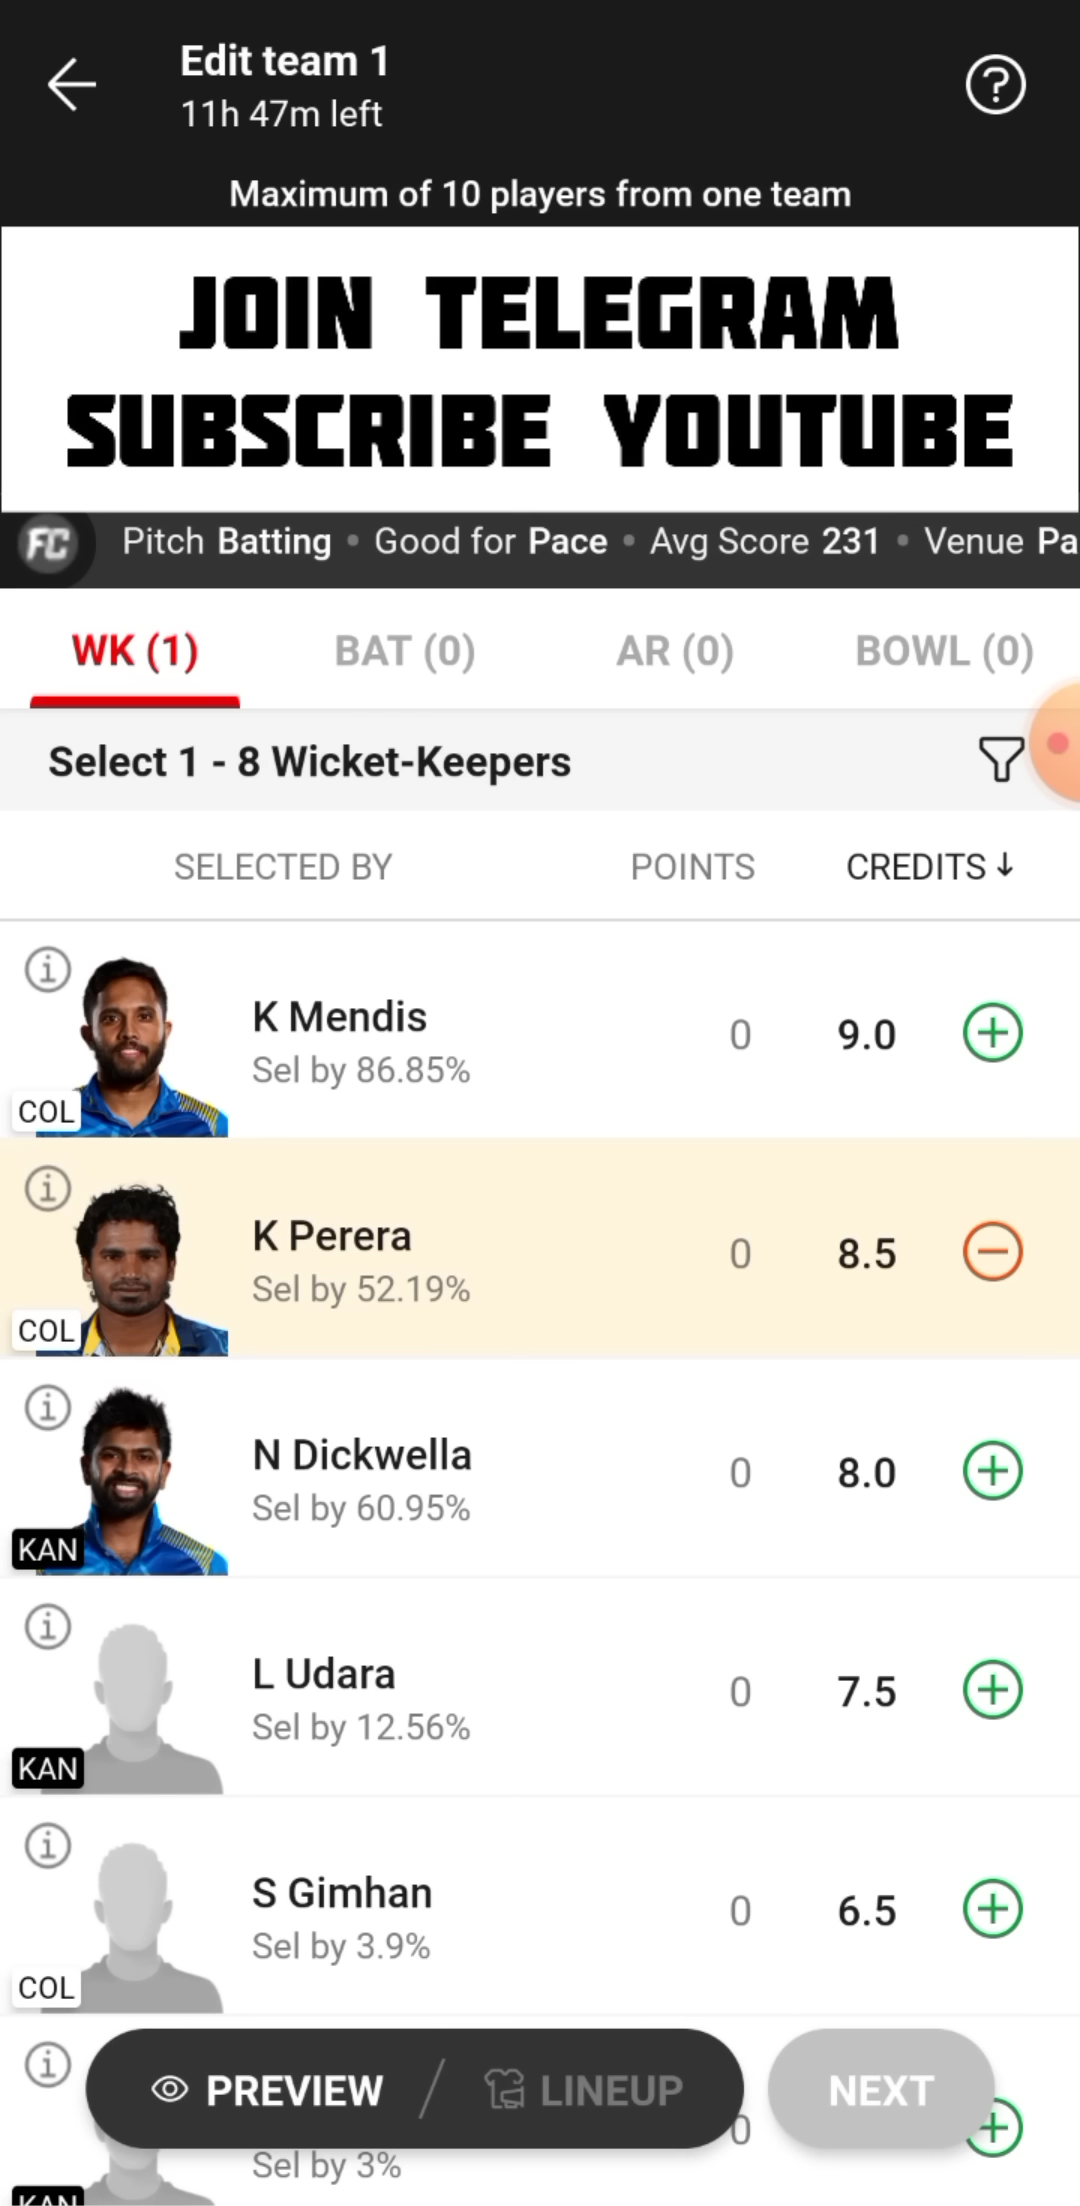 Edit team 1
11h 47m left
Maximum of 10 players from one team
JOIN TELEGRAM
SUBSCRIBE YOUTUBE
FC Pitch Batting • Good for Pace • Avg Score 231 • Venue Pa
WK (1) BAT (0) AR (0) BOWL (0)
Select 1 - 8 Wicket-Keepers
SELECTED BY POINTS CREDITS ↓
K Mendis
Sel by 86.85%
0 9.0
COL
K Perera
Sel by 52.19%
0 8.5
COL
N Dickwella
Sel by 60.95%
0 8.0
KAN
L Udara
Sel by 12.56%
0 7.5
KAN
S Gimhan
Sel by 3.9%
0 6.5
COL
PREVIEW / LINEUP NEXT
0
Sel by 3%
KAN